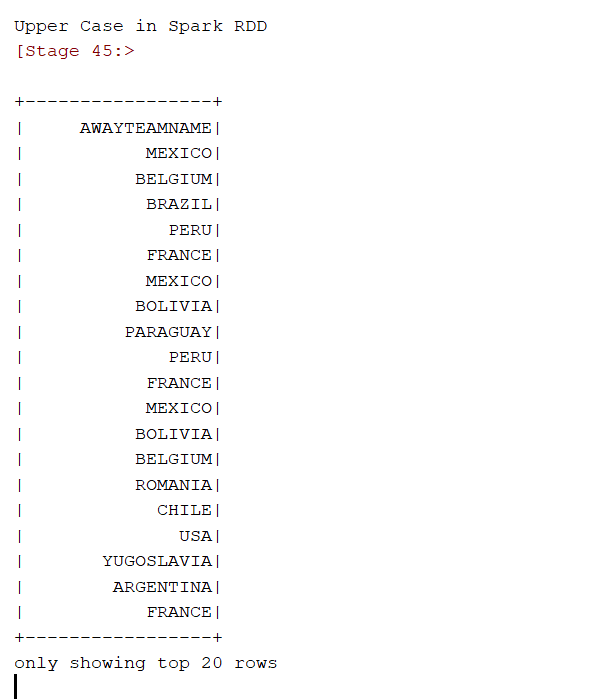 Upper Case in Spark RDD
[Stage 45:>
+-----------------+
|     AWAYTEAMNAME|
|           MEXICO|
|          BELGIUM|
|           BRAZIL|
|             PERU|
|           FRANCE|
|           MEXICO|
|          BOLIVIA|
|         PARAGUAY|
|             PERU|
|           FRANCE|
|           MEXICO|
|          BOLIVIA|
|          BELGIUM|
|          ROMANIA|
|            CHILE|
|              USA|
|       YUGOSLAVIA|
|        ARGENTINA|
|           FRANCE|
+-----------------+
only showing top 20 rows